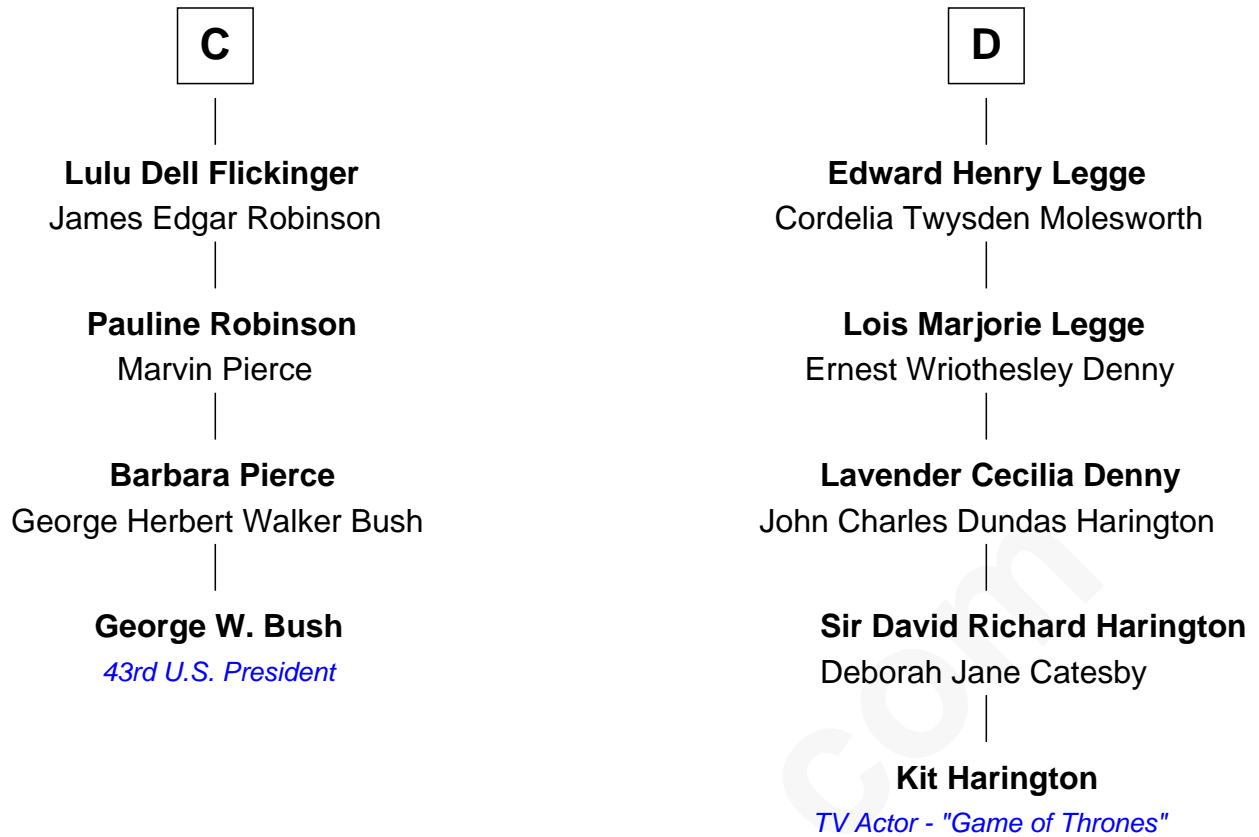 C
Lulu Dell Flickinger
James Edgar Robinson
Pauline Robinson
Marvin Pierce
Barbara Pierce
George Herbert Walker Bush
George W. Bush
43rd U.S. President
D
Edward Henry Legge
Cordelia Twysden Molesworth
Lois Marjorie Legge
Ernest Wriothesley Denny
Lavender Cecilia Denny
John Charles Dundas Harington
Sir David Richard Harington
Deborah Jane Catesby
Kit Harington
TV Actor - "Game of Thrones"
com